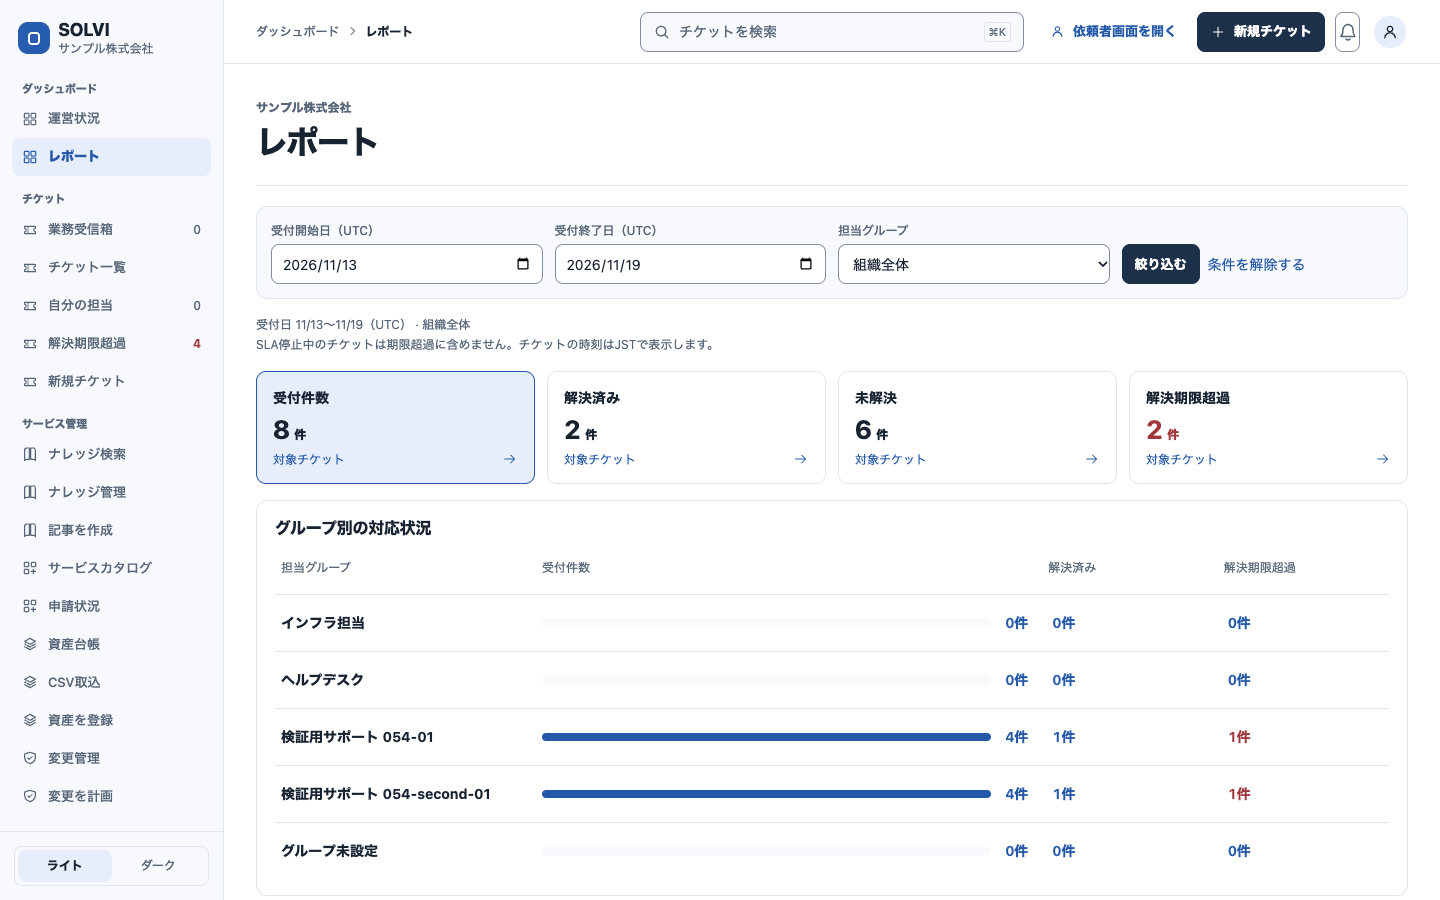 SOLVI
サンプル株式会社
ダッシュボード
運営状況
レポート
チケット
業務受信箱 0
チケット一覧
自分の担当 0
解決期限超過 4
新規チケット
サービス管理
ナレッジ検索
ナレッジ管理
記事を作成
サービスカタログ
申請状況
資産台帳
CSV取込
資産を登録
変更管理
変更を計画
ライト ダーク
ダッシュボード レポート
チケットを検索 ⌘K
依頼者画面を開く
新規チケット
サンプル株式会社
レポート
受付開始日（UTC） 受付終了日（UTC） 担当グループ
2026/11/13 2026/11/19 組織全体 絞り込む 条件を解除する
受付日 11/13〜11/19（UTC） · 組織全体
SLA停止中のチケットは期限超過に含めません。チケットの時刻はJSTで表示します。
受付件数
8 件
対象チケット
解決済み
2 件
対象チケット
未解決
6 件
対象チケット
解決期限超過
2 件
対象チケット
グループ別の対応状況
担当グループ 受付件数 解決済み 解決期限超過
インフラ担当 0件 0件 0件
ヘルプデスク 0件 0件 0件
検証用サポート 054-01 4件 1件 1件
検証用サポート 054-second-01 4件 1件 1件
グループ未設定 0件 0件 0件